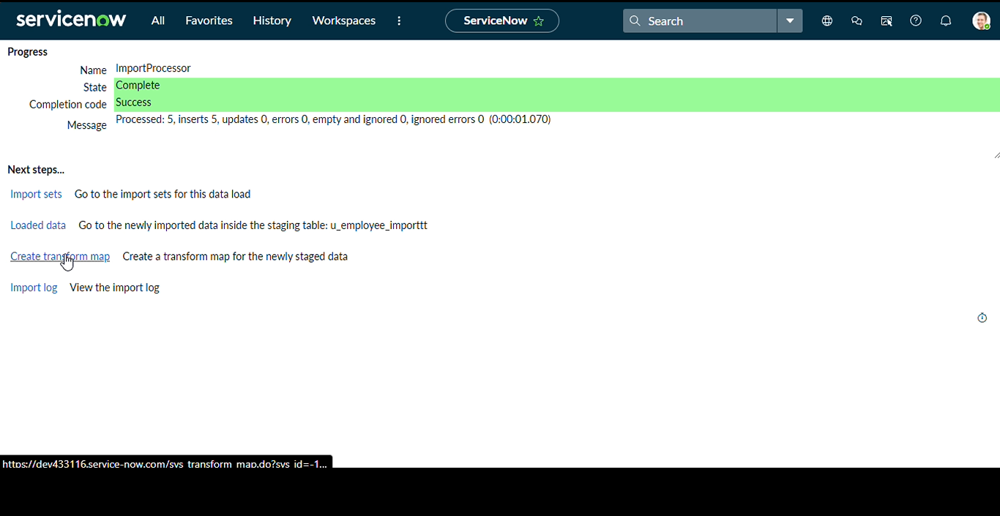 servicenow All Favorites History Workspaces ServiceNow Search
Progress
Name ImportProcessor
State Complete
Completion code Success
Message Processed: 5, inserts 5, updates 0, errors 0, empty and ignored 0, ignored errors 0 (0:00:01.070)
Next steps...
Import sets Go to the import sets for this data load
Loaded data Go to the newly imported data inside the staging table: u_employee_importtt
Create transform map Create a transform map for the newly staged data
Import log View the import log
https://dev433116.service-now.com/sys_transform_map.do?sys_id=-1...